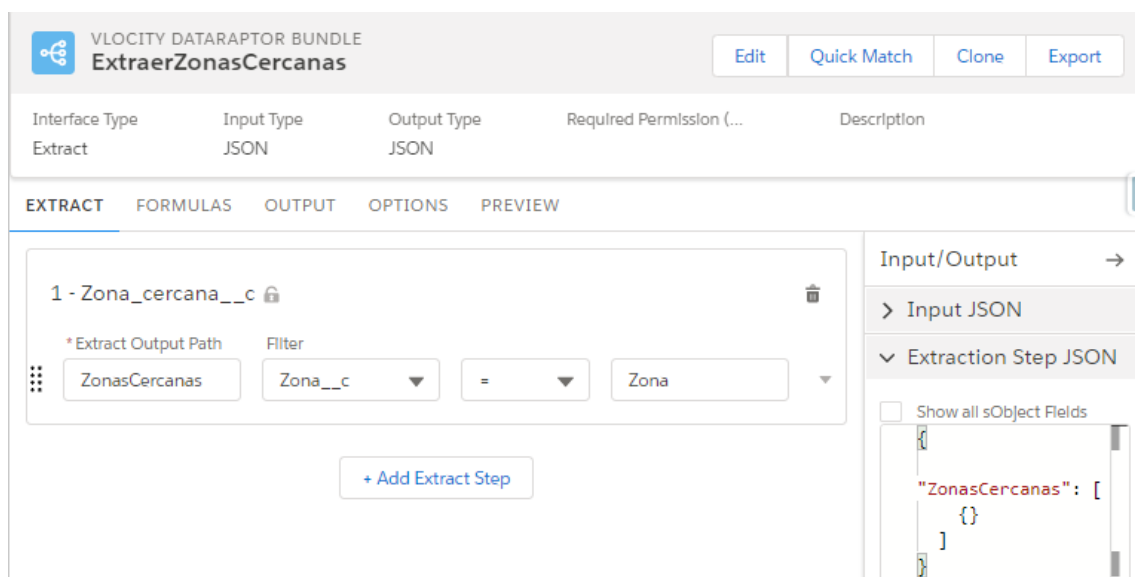 VLOCITY DATARAPTOR BUNDLE
ExtraerZonasCercanas
Edit
Quick Match
Clone
Export
Interface Type
Input Type
Output Type
Required Permission (...
Description
Extract
JSON
JSON
EXTRACT
FORMULAS
OUTPUT
OPTIONS
PREVIEW
1 - Zona_cercana__c
* Extract Output Path
Filter
ZonasCercanas
Zona__c
=
Zona
+ Add Extract Step
Input/Output
Input JSON
Extraction Step JSON
Show all sObject Fields
{
"ZonasCercanas": [
{}
]
}